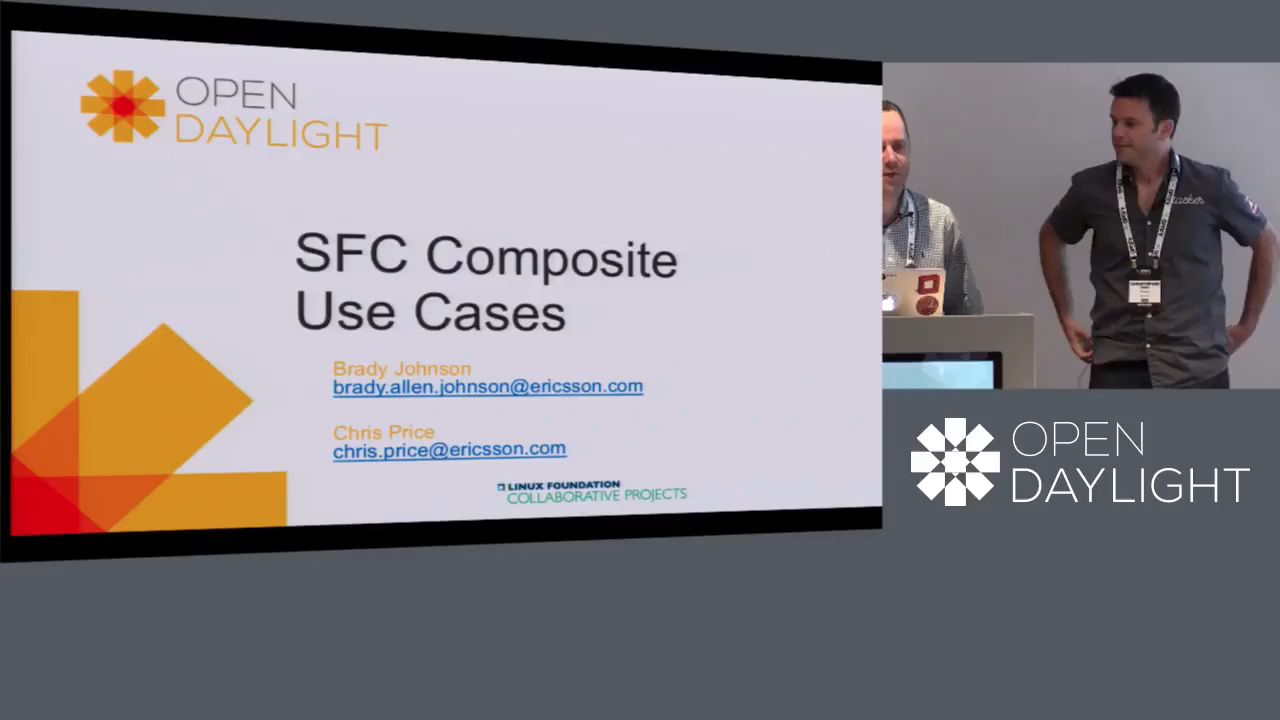 OPEN
DAYLIGHT
SFC Composite
Use Cases
Brady Johnson
brady.allen.johnson@ericsson.com
Chris Price
chris.price@ericsson.com
LINUX FOUNDATION
COLLABORATIVE PROJECTS
OPEN
DAYLIGHT